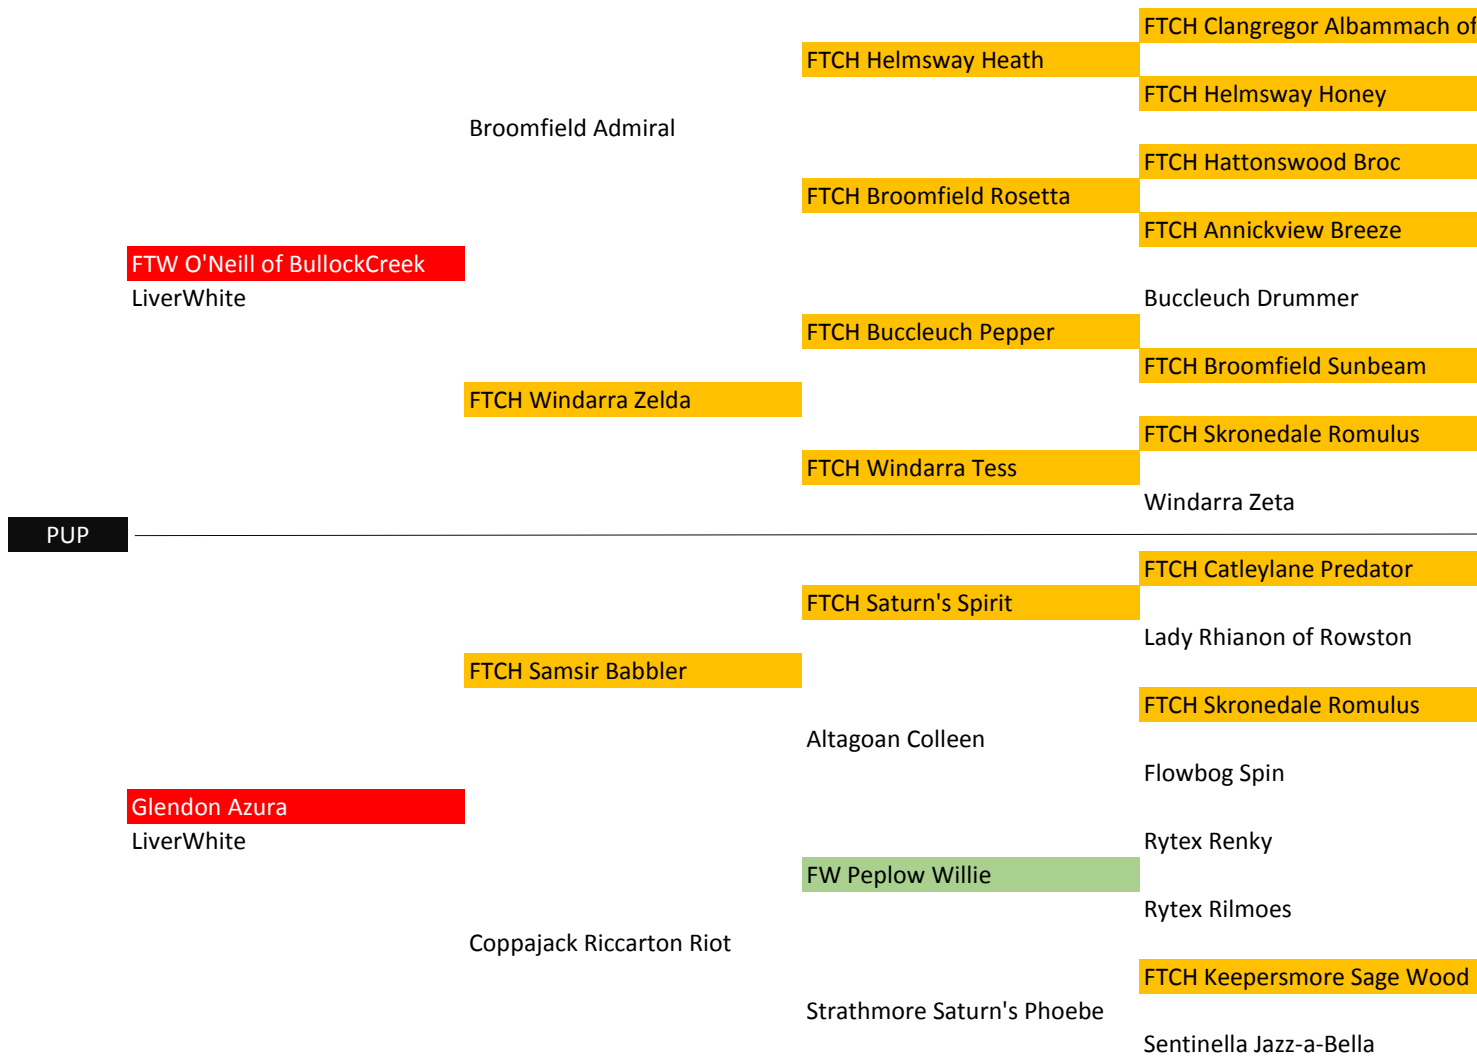 FTCH Clangregor Albammach of
FTCH Helmsway Heath
FTCH Helmsway Honey
Broomfield Admiral
FTCH Hattonswood Broc
FTCH Broomfield Rosetta
FTCH Annickview Breeze
FTW O'Neill of BullockCreek
LiverWhite
Buccleuch Drummer
FTCH Buccleuch Pepper
FTCH Broomfield Sunbeam
FTCH Windarra Zelda
FTCH Skronedale Romulus
FTCH Windarra Tess
Windarra Zeta
PUP
FTCH Catleylane Predator
FTCH Saturn's Spirit
Lady Rhianon of Rowston
FTCH Samsir Babbler
FTCH Skronedale Romulus
Altagoan Colleen
Flowbog Spin
Glendon Azura
LiverWhite
Rytex Renky
FW Peplow Willie
Rytex Rilmoes
Coppajack Riccarton Riot
FTCH Keepersmore Sage Wood
Strathmore Saturn's Phoebe
Sentinella Jazz-a-Bella